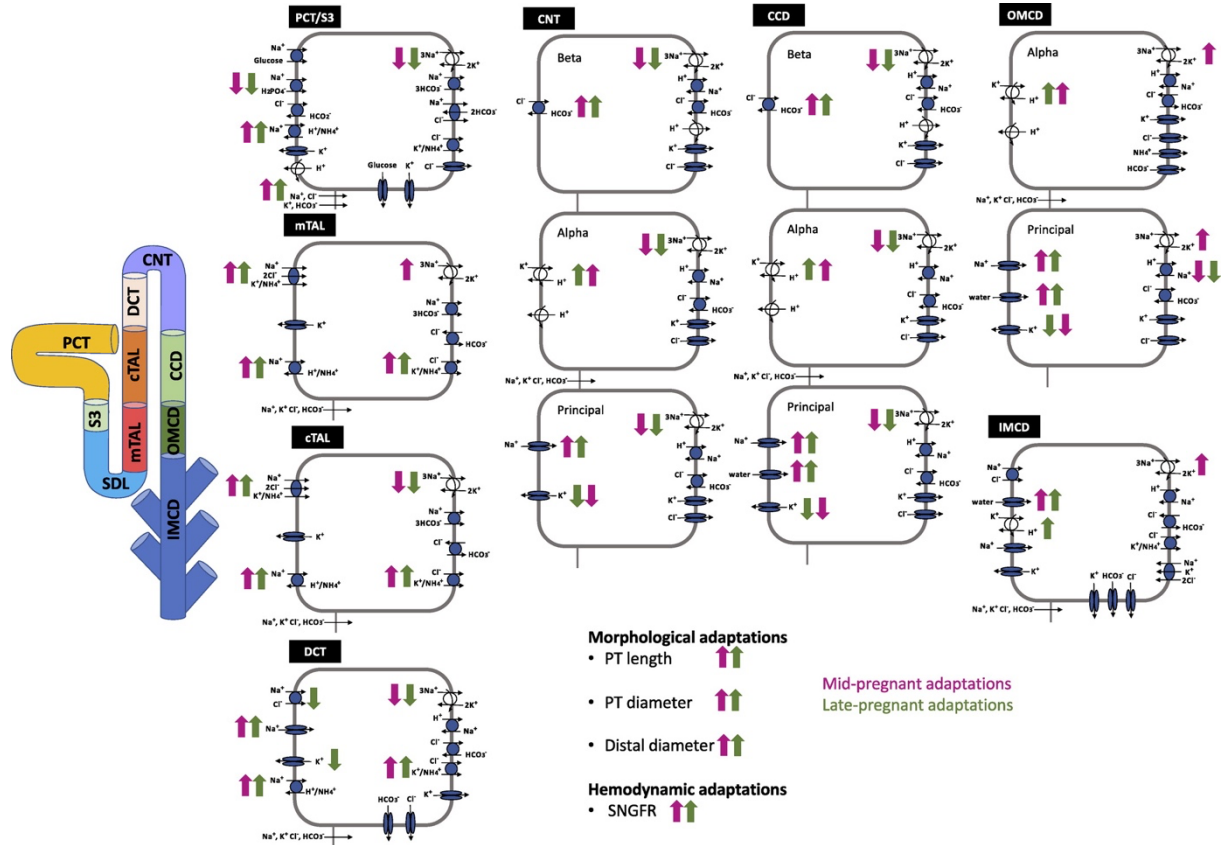 PCT/S3
Na⁺
Glucose
Na⁺
H₂PO₄⁻
Cl⁻
HCO₂⁻
Na⁺
H⁺/NH4⁺
K⁺
H⁺
Na⁺, Cl⁻
K⁺, HCO₃⁻
Glucose
K⁺
3Na⁺
2K⁺
Na⁺
3HCO₃⁻
Na⁺
2HCO₃⁻
Cl⁻
Cl⁻
K⁺/NH4⁺
Cl⁻
mTAL
Na⁺
2Cl⁻
K⁺/NH4⁺
K⁺
Na⁺
H⁺/NH4⁺
Na⁺, K⁺ Cl⁻, HCO₃⁻
3Na⁺
2K⁺
Na⁺
3HCO₃⁻
Cl⁻
HCO₃⁻
Cl⁻
K⁺/NH4⁺
cTAL
Na⁺
2Cl⁻
K⁺/NH4⁺
K⁺
Na⁺
H⁺/NH4⁺
Na⁺, K⁺ Cl⁻, HCO₃⁻
3Na⁺
2K⁺
Na⁺
3HCO₃⁻
Cl⁻
HCO₃⁻
Cl⁻
K⁺/NH4⁺
DCT
Na⁺
Cl⁻
Na⁺
K⁺
Na⁺
H⁺/NH4⁺
Na⁺, K⁺ Cl⁻, HCO₃⁻
HCO₃⁻
Cl⁻
3Na⁺
2K⁺
H⁺
Na⁺
Cl⁻
HCO₃⁻
Cl⁻
K⁺/NH4⁺
K⁺
PCT
S3
SDL
mTAL
cTAL
DCT
CNT
CCD
OMCD
IMCD
CNT
Beta
Cl⁻
HCO₃⁻
3Na⁺
2K⁺
H⁺
Na⁺
Cl⁻
HCO₃⁻
H⁺
K⁺
Cl⁻
Alpha
K⁺
H⁺
H⁺
3Na⁺
2K⁺
H⁺
Na⁺
Cl⁻
HCO₃⁻
K⁺
Cl⁻
Na⁺, K⁺ Cl⁻, HCO₃⁻
Principal
Na⁺
K⁺
3Na⁺
2K⁺
H⁺
Na⁺
Cl⁻
HCO₃⁻
K⁺
Cl⁻
CCD
Beta
Cl⁻
HCO₃⁻
3Na⁺
2K⁺
H⁺
Na⁺
Cl⁻
HCO₃⁻
H⁺
K⁺
Cl⁻
Alpha
K⁺
H⁺
H⁺
3Na⁺
2K⁺
H⁺
Na⁺
Cl⁻
HCO₃⁻
K⁺
Cl⁻
Na⁺, K⁺ Cl⁻, HCO₃⁻
Principal
Na⁺
water
K⁺
3Na⁺
2K⁺
H⁺
Na⁺
Cl⁻
HCO₃⁻
K⁺
Cl⁻
OMCD
Alpha
K⁺
H⁺
H⁺
3Na⁺
2K⁺
H⁺
Na⁺
Cl⁻
HCO₃⁻
K⁺
Cl⁻
NH4⁺
HCO₃⁻
Na⁺, K⁺ Cl⁻, HCO₃⁻
Principal
Na⁺
water
K⁺
3Na⁺
2K⁺
H⁺
Na⁺
Cl⁻
HCO₃⁻
K⁺
Cl⁻
IMCD
Na⁺
Cl⁻
water
K⁺
H⁺
Na⁺
K⁺
3Na⁺
2K⁺
H⁺
Na⁺
Cl⁻
HCO₃⁻
Cl⁻
K⁺/NH4⁺
Na⁺
K⁺
2Cl⁻
K⁺
HCO₃⁻
Cl⁻
Na⁺, K⁺ Cl⁻, HCO₃⁻
Morphological adaptations
• PT length
• PT diameter
• Distal diameter
Hemodynamic adaptations
• SNGFR
Mid-pregnant adaptations
Late-pregnant adaptations